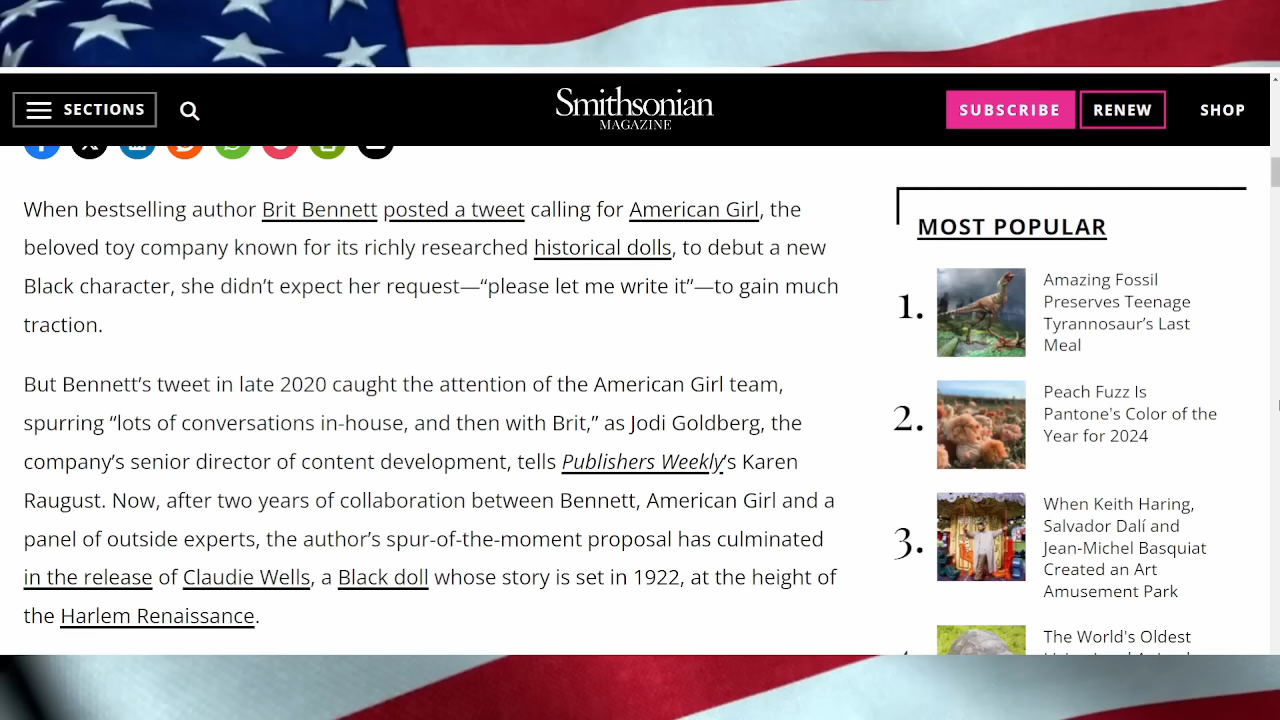 SECTIONS
Smithsonian
MAGAZINE
SUBSCRIBE
RENEW
SHOP
When bestselling author Brit Bennett posted a tweet calling for American Girl, the
beloved toy company known for its richly researched historical dolls, to debut a new
Black character, she didn’t expect her request—“please let me write it”—to gain much
traction.
But Bennett’s tweet in late 2020 caught the attention of the American Girl team,
spurring “lots of conversations in-house, and then with Brit,” as Jodi Goldberg, the
company’s senior director of content development, tells Publishers Weekly’s Karen
Raugust. Now, after two years of collaboration between Bennett, American Girl and a
panel of outside experts, the author’s spur-of-the-moment proposal has culminated
in the release of Claudie Wells, a Black doll whose story is set in 1922, at the height of
the Harlem Renaissance.
MOST POPULAR
1.
Amazing Fossil
Preserves Teenage
Tyrannosaur’s Last
Meal
2.
Peach Fuzz Is
Pantone's Color of the
Year for 2024
3.
When Keith Haring,
Salvador Dalí and
Jean-Michel Basquiat
Created an Art
Amusement Park
The World's Oldest